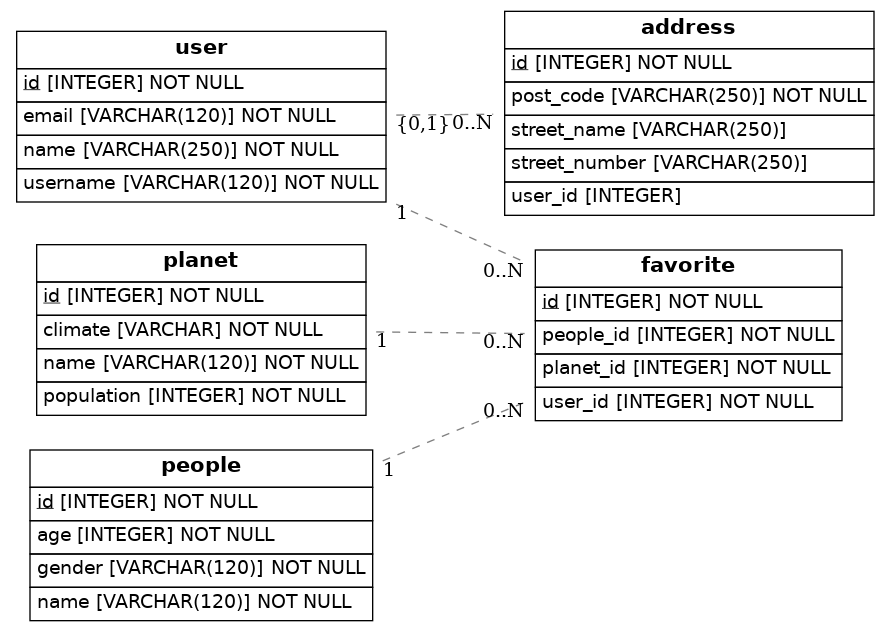 user
id [INTEGER] NOT NULL
email [VARCHAR(120)] NOT NULL
name [VARCHAR(250)] NOT NULL
username [VARCHAR(120)] NOT NULL
address
id [INTEGER] NOT NULL
post_code [VARCHAR(250)] NOT NULL
street_name [VARCHAR(250)]
street_number [VARCHAR(250)]
user_id [INTEGER]
{0,1}
0..N
1
0..N
planet
id [INTEGER] NOT NULL
climate [VARCHAR] NOT NULL
name [VARCHAR(120)] NOT NULL
population [INTEGER] NOT NULL
1
0..N
favorite
id [INTEGER] NOT NULL
people_id [INTEGER] NOT NULL
planet_id [INTEGER] NOT NULL
user_id [INTEGER] NOT NULL
0..N
1
people
id [INTEGER] NOT NULL
age [INTEGER] NOT NULL
gender [VARCHAR(120)] NOT NULL
name [VARCHAR(120)] NOT NULL